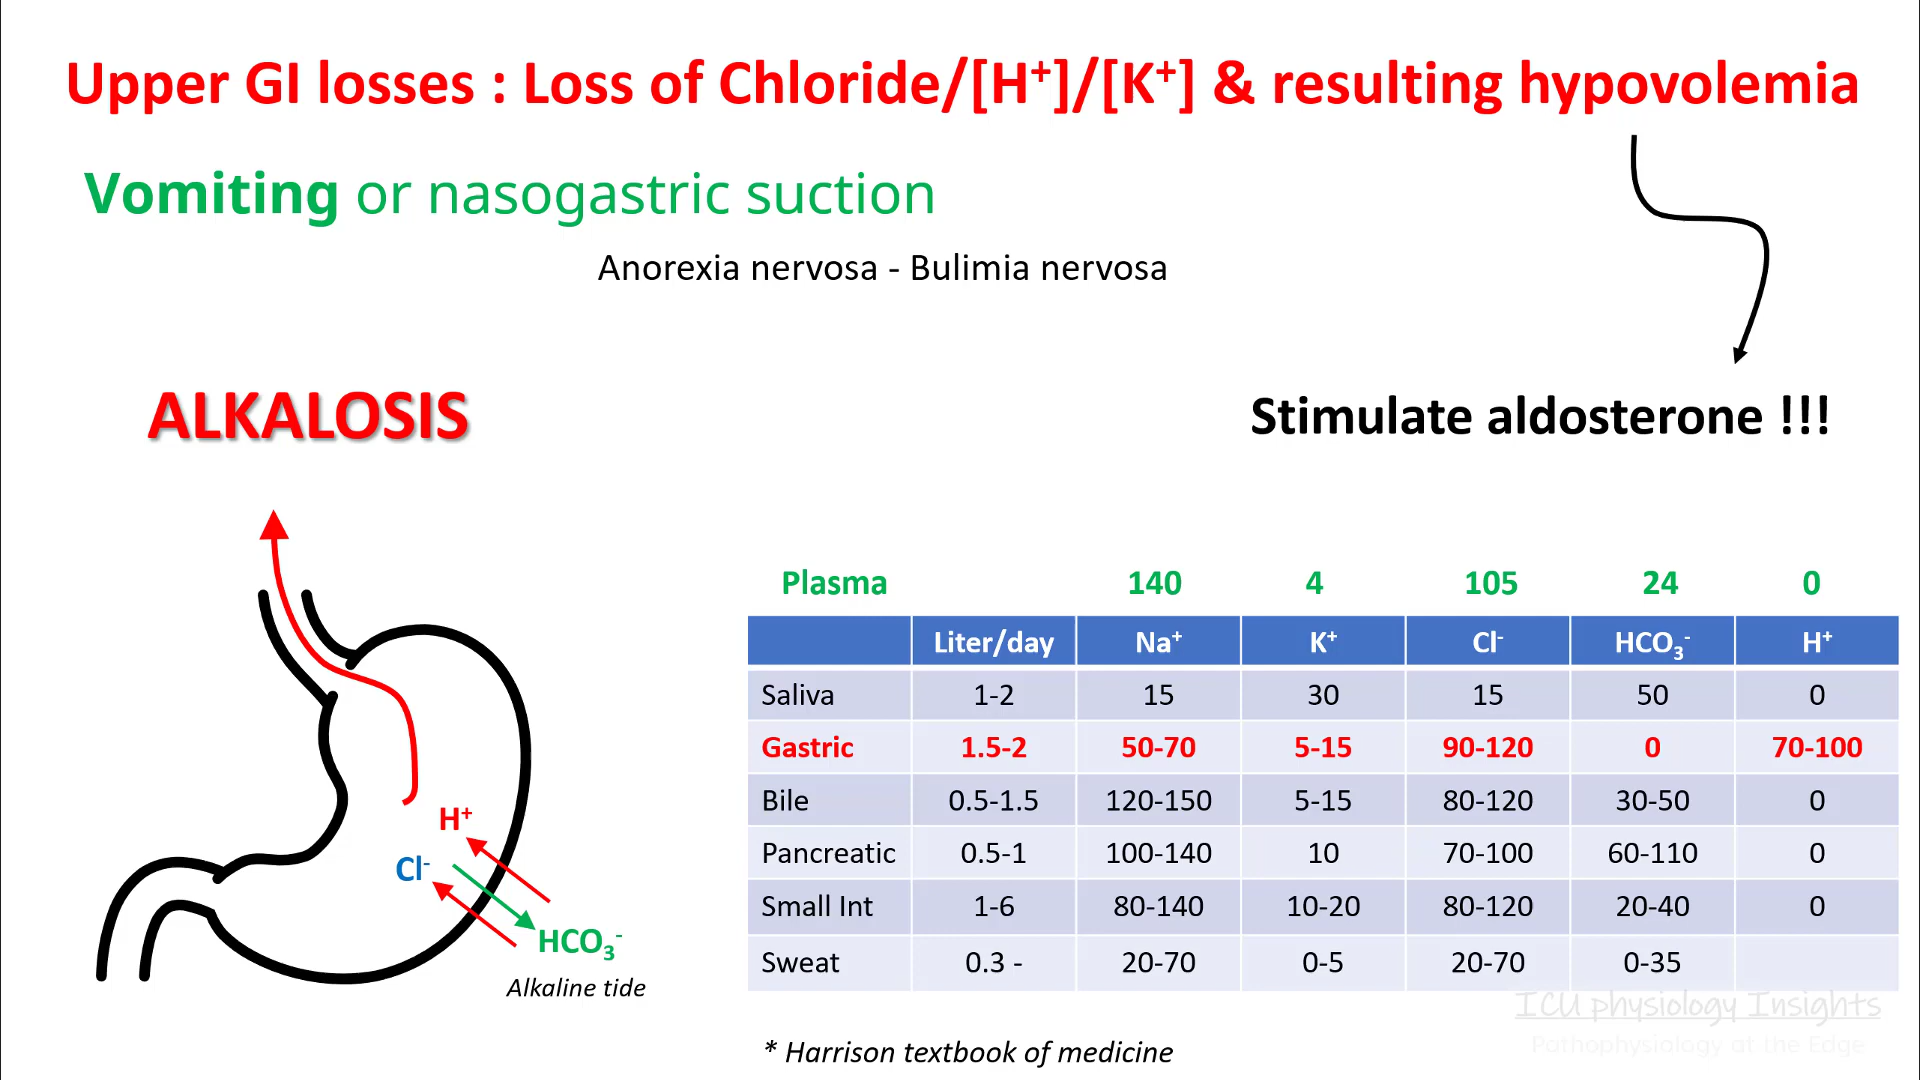 Upper GI losses : Loss of Chloride/[H⁺]/[K⁺] & resulting hypovolemia
Vomiting or nasogastric suction
Anorexia nervosa - Bulimia nervosa
ALKALOSIS
Stimulate aldosterone !!!
H⁺
Cl⁻
HCO₃⁻
Alkaline tide
Plasma 140 4 105 24 0
Liter/day Na⁺ K⁺ Cl⁻ HCO₃⁻ H⁺
Saliva 1-2 15 30 15 50 0
Gastric 1.5-2 50-70 5-15 90-120 0 70-100
Bile 0.5-1.5 120-150 5-15 80-120 30-50 0
Pancreatic 0.5-1 100-140 10 70-100 60-110 0
Small Int 1-6 80-140 10-20 80-120 20-40 0
Sweat 0.3 - 20-70 0-5 20-70 0-35
ICU physiology Insights
Pathophysiology at the Edge
* Harrison textbook of medicine